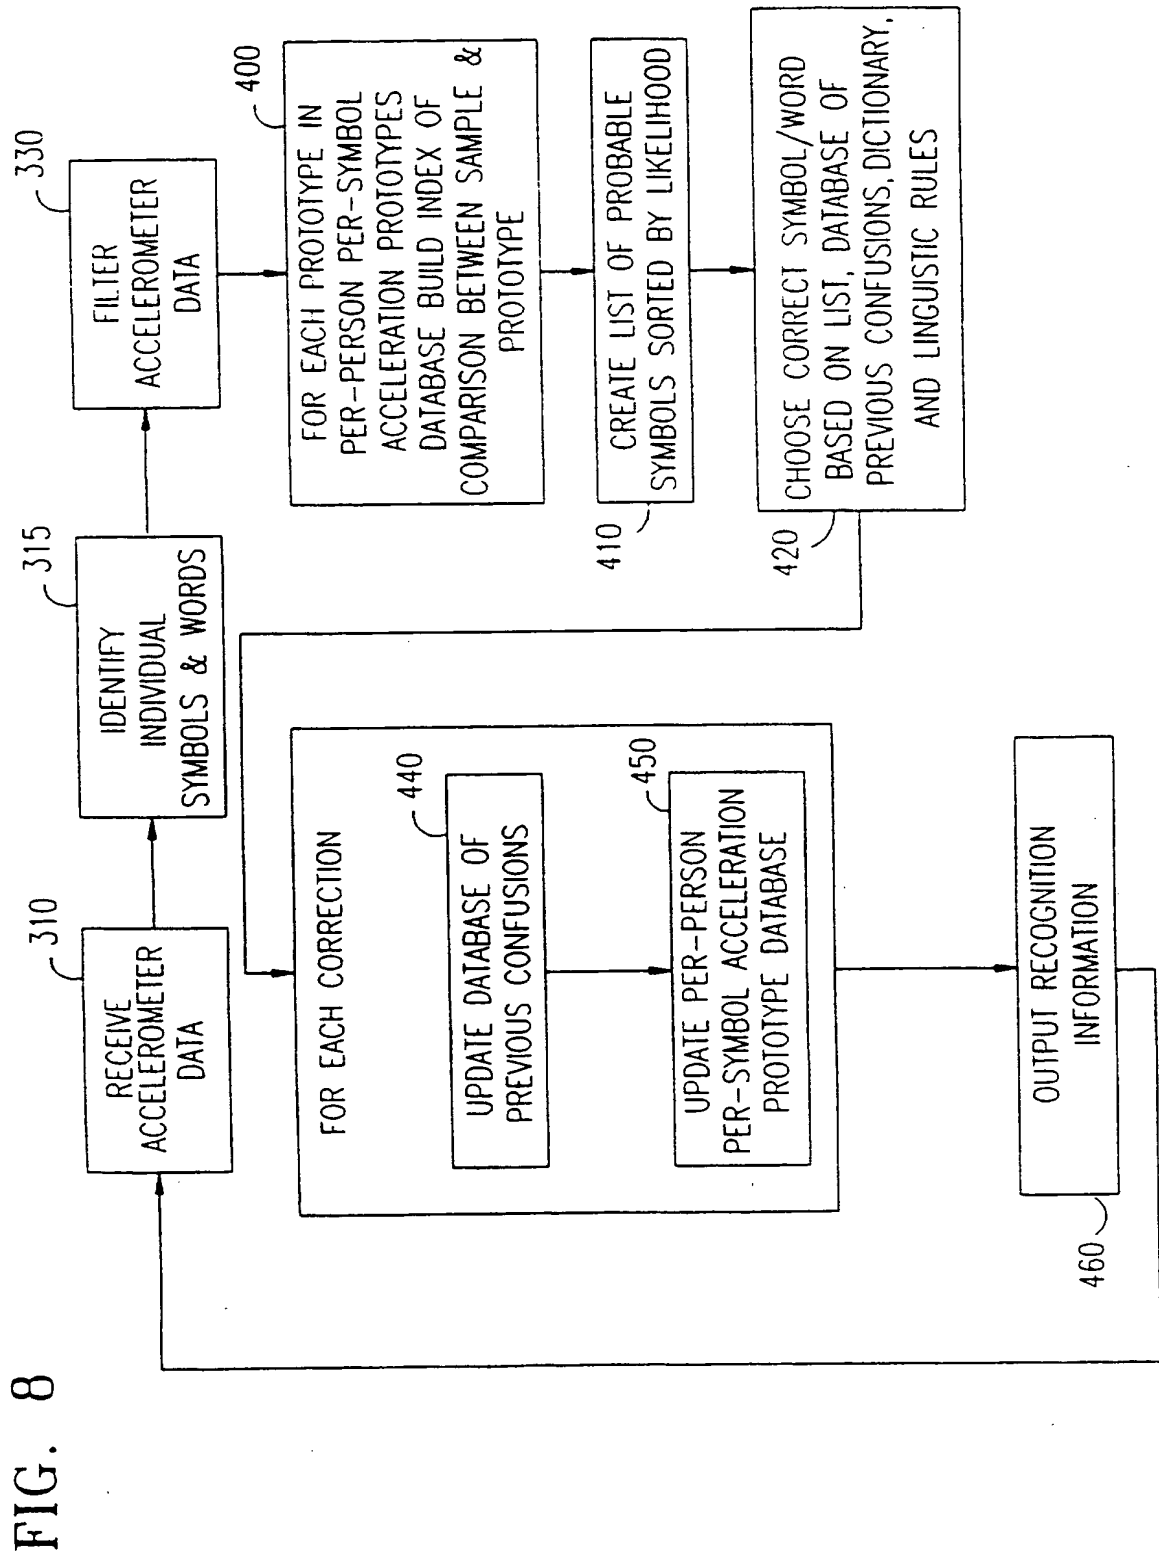 FIG. 8
310
RECEIVE
ACCELEROMETER
DATA
315
IDENTIFY
INDIVIDUAL
SYMBOLS & WORDS
330
FILTER
ACCELEROMETER
DATA
400
FOR EACH PROTOTYPE IN
PER-PERSON PER-SYMBOL
ACCELERATION PROTOTYPES
DATABASE BUILD INDEX OF
COMPARISON BETWEEN SAMPLE &
PROTOTYPE
410
CREATE LIST OF PROBABLE
SYMBOLS SORTED BY LIKELIHOOD
420
CHOOSE CORRECT SYMBOL/WORD
BASED ON LIST, DATABASE OF
PREVIOUS CONFUSIONS, DICTIONARY,
AND LINGUISTIC RULES
FOR EACH CORRECTION
440
UPDATE DATABASE OF
PREVIOUS CONFUSIONS
450
UPDATE PER-PERSON
PER-SYMBOL ACCELERATION
PROTOTYPE DATABASE
460
OUTPUT RECOGNITION
INFORMATION